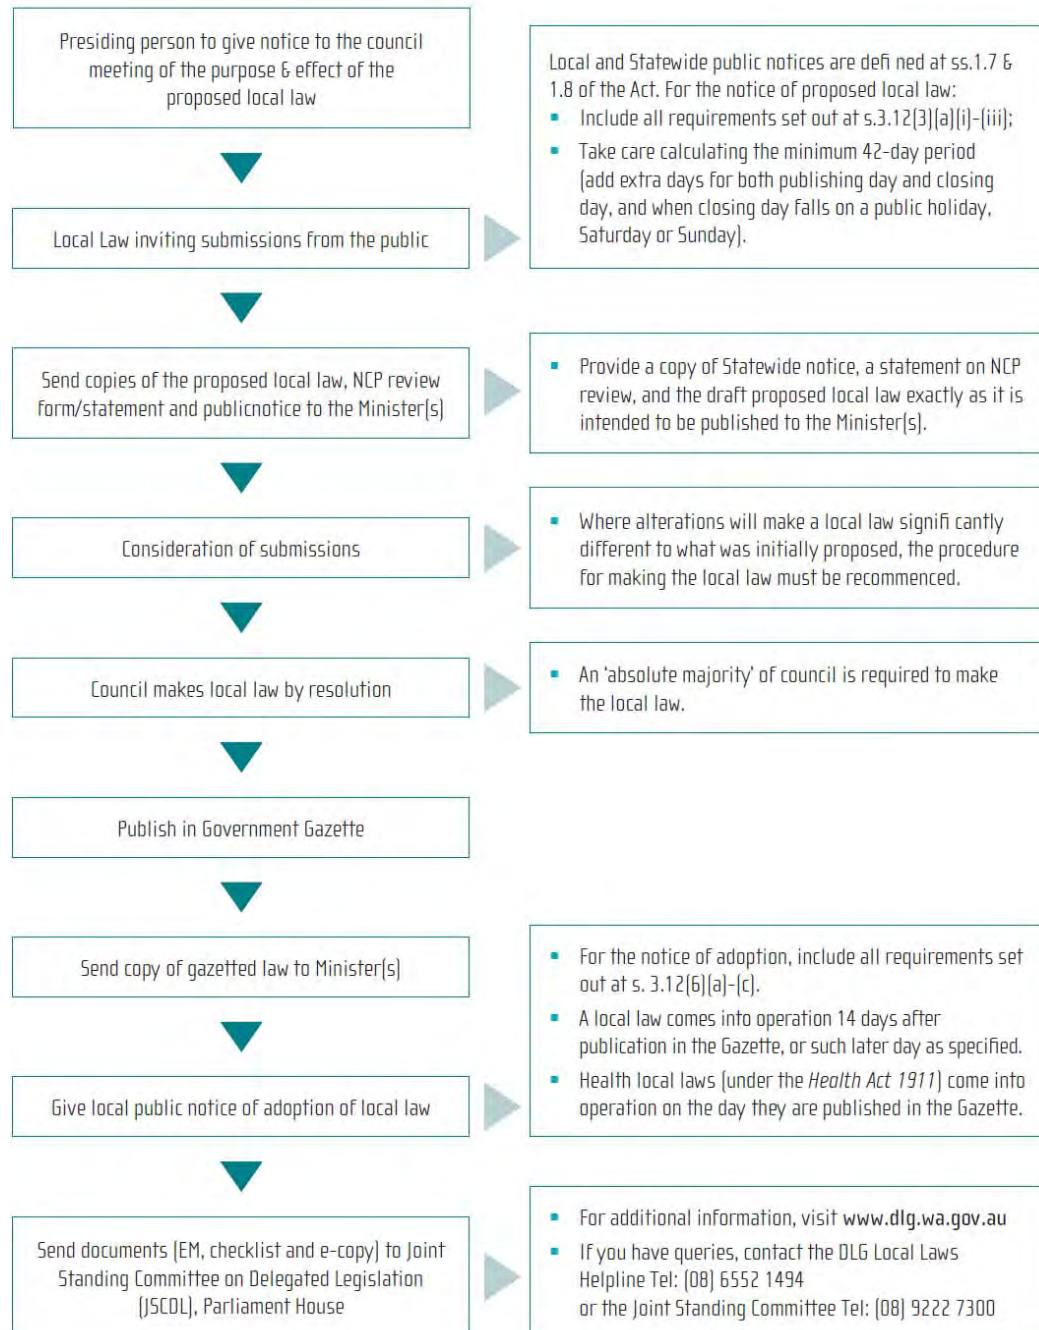 Presiding person to give notice to the council
meeting of the purpose & effect of the
proposed local law
Local and Statewide public notices are defi ned at ss.1.7 &
1.8 of the Act. For the notice of proposed local law:
▪ Include all requirements set out at s.3.12(3)(a)(i)-(iii);
▪ Take care calculating the minimum 42-day period
(add extra days for both publishing day and closing
day, and when closing day falls on a public holiday,
Saturday or Sunday).
Local Law inviting submissions from the public
Send copies of the proposed local law, NCP review
form/statement and publicnotice to the Minister(s)
▪ Provide a copy of Statewide notice, a statement on NCP
review, and the draft proposed local law exactly as it is
intended to be published to the Minister(s).
Consideration of submissions
▪ Where alterations will make a local law signifi cantly
different to what was initially proposed, the procedure
for making the local law must be recommenced.
Council makes local law by resolution
▪ An 'absolute majority' of council is required to make
the local law.
Publish in Government Gazette
Send copy of gazetted law to Minister(s)
▪ For the notice of adoption, include all requirements set
out at s. 3.12(6)(a)-(c).
▪ A local law comes into operation 14 days after
publication in the Gazette, or such later day as specified.
▪ Health local laws (under the Health Act 1911) come into
operation on the day they are published in the Gazette.
Give local public notice of adoption of local law
Send documents (EM, checklist and e-copy) to Joint
Standing Committee on Delegated Legislation
(JSCDL), Parliament House
▪ For additional information, visit www.dlg.wa.gov.au
▪ If you have queries, contact the DLG Local Laws
Helpline Tel: (08) 6552 1494
or the Joint Standing Committee Tel: (08) 9222 7300